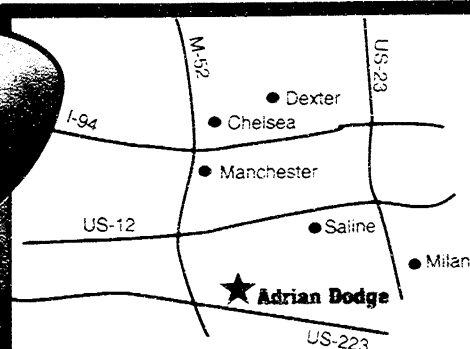 M-52
US-23
Dexter
I-94
Chelsea
Manchester
US-12
Saline
Milan
Adrian Dodge
US-223